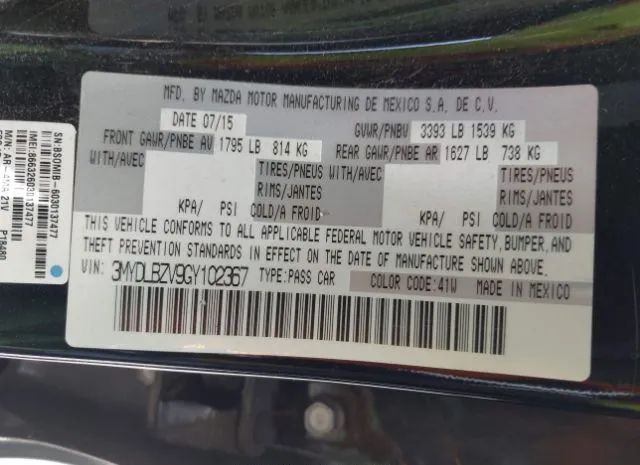 MFD. BY MAZDA MOTOR MANUFACTURING DE MEXICO S.A. DE C.V.
DATE 07/15 GVWR/PNBV 3393 LB 1539 KG
FRONT GAWR/PNBE AV 1795 LB 814 KG REAR GAWR/PNBE AR 1627 LB 738 KG
WITH/AVEC TIRES/PNEUS WITH/AVEC TIRES/PNEUS
RIMS/JANTES RIMS/JANTES
KPA/ PSI COLD/A FROID KPA/ PSI COLD/A FROID
THIS VEHICLE CONFORMS TO ALL APPLICABLE FEDERAL MOTOR VEHICLE SAFETY, BUMPER, AND
THEFT PREVENTION STANDARDS IN EFFECT ON THE DATE OF MANUFACTURE SHOWN ABOVE.
VIN: 3MYDLBZV9GY102367 TYPE:PASS CAR COLOR CODE:41W MADE IN MEXICO
IMEI:866326030137477
P18460